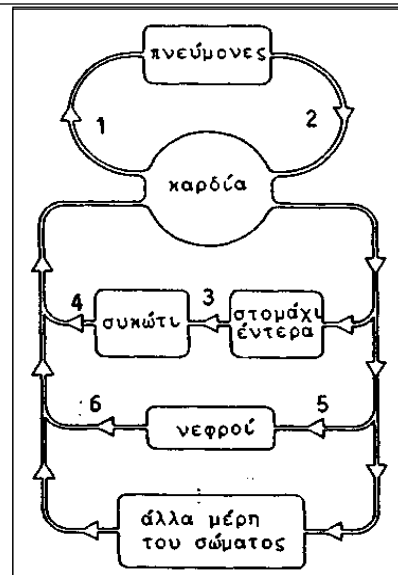 πνεύμονες
1
2
καρδία
4
συκώτι
3
στομάχι
έντερα
6
νεφροί
5
άλλα μέρη
του σώματος